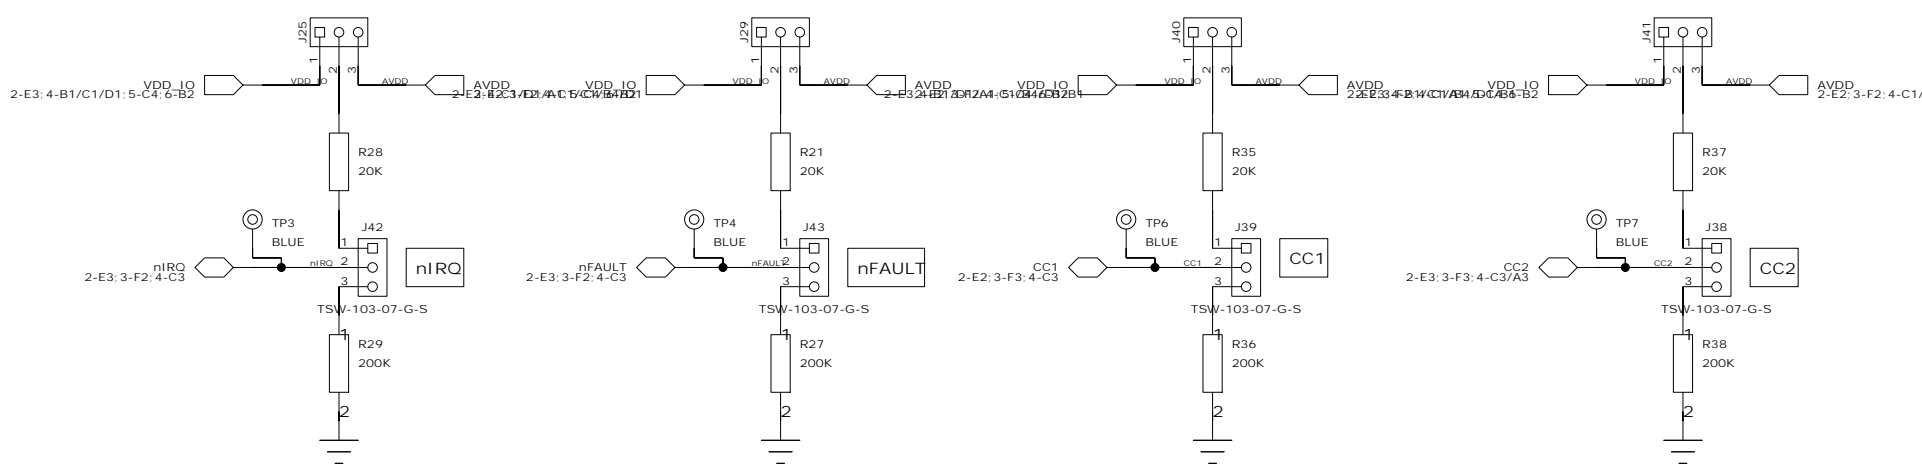 J25
1
2
3
VDD_IO
VDD_IO
AVDD
AVDD
2-E3;4-B1/C1/D1;5-C4;6-B2
R28
20K
TP3
BLUE
J42
1
nIRQ
nIRQ
2
nIRQ
2-E3;3-F2;4-C3
3
TSW-103-07-G-S
1
R29
200K
2
J29
1
2
3
VDD_IO
VDD_IO
AVDD
AVDD
R21
20K
TP4
BLUE
J43
1
nFAULT
nFAULT
2
nFAULT
2-E3;3-F2;4-C3
3
TSW-103-07-G-S
1
R27
200K
2
J40
1
2
3
VDD_IO
VDD_IO
AVDD
AVDD
R35
20K
TP6
BLUE
J39
1
CC1
CC1
2
CC1
2-E2;3-F3;4-C3
3
TSW-103-07-G-S
1
R36
200K
2
J41
1
2
3
VDD_IO
VDD_IO
AVDD
AVDD
2-E2;3-F2;4-C1/
R37
20K
TP7
BLUE
J38
1
CC2
CC2
2
CC2
2-E3;3-F3;4-C3/A3
3
TSW-103-07-G-S
1
R38
200K
2